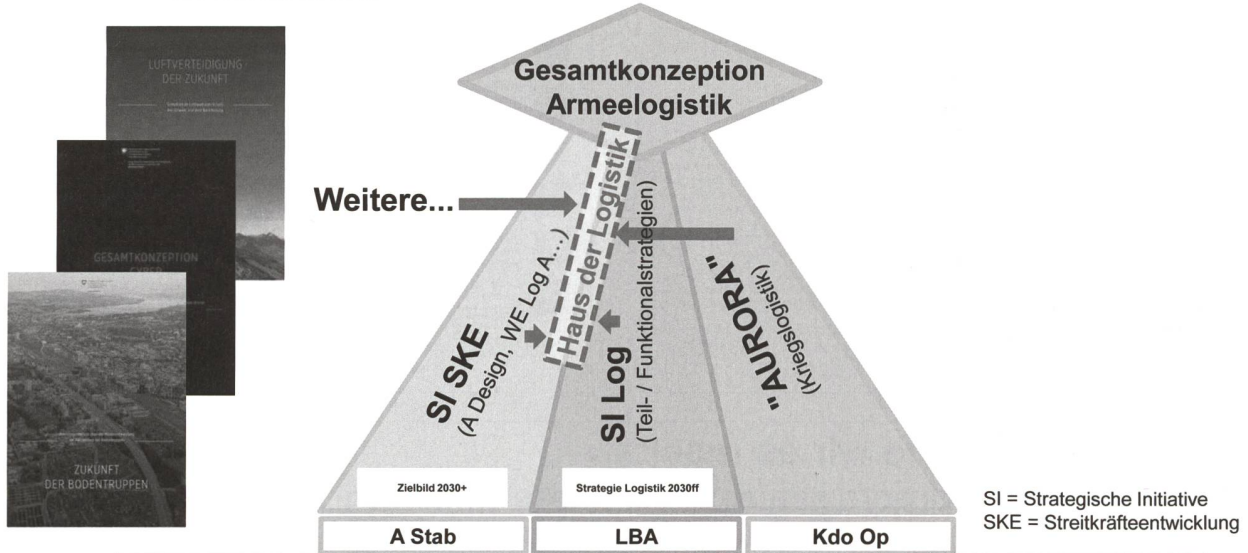 LUFTVERTEIDIGUNG
DER ZUKUNFT
GESAMTKONZEPTION
CYBER
ZUKUNFT
DER BODENTRUPPEN
Gesamtkonzeption
Armeelogistik
Weitere...
Haus der Logistik
SI SKE
(A Design, WE Log A...)
SI Log
(Teil- / Funktionalstrategien)
"AURORA"
(Kriegslogistik)
Zielbild 2030+
Strategie Logistik 2030ff
A Stab
LBA
Kdo Op
SI = Strategische Initiative
SKE = Streitkräfteentwicklung